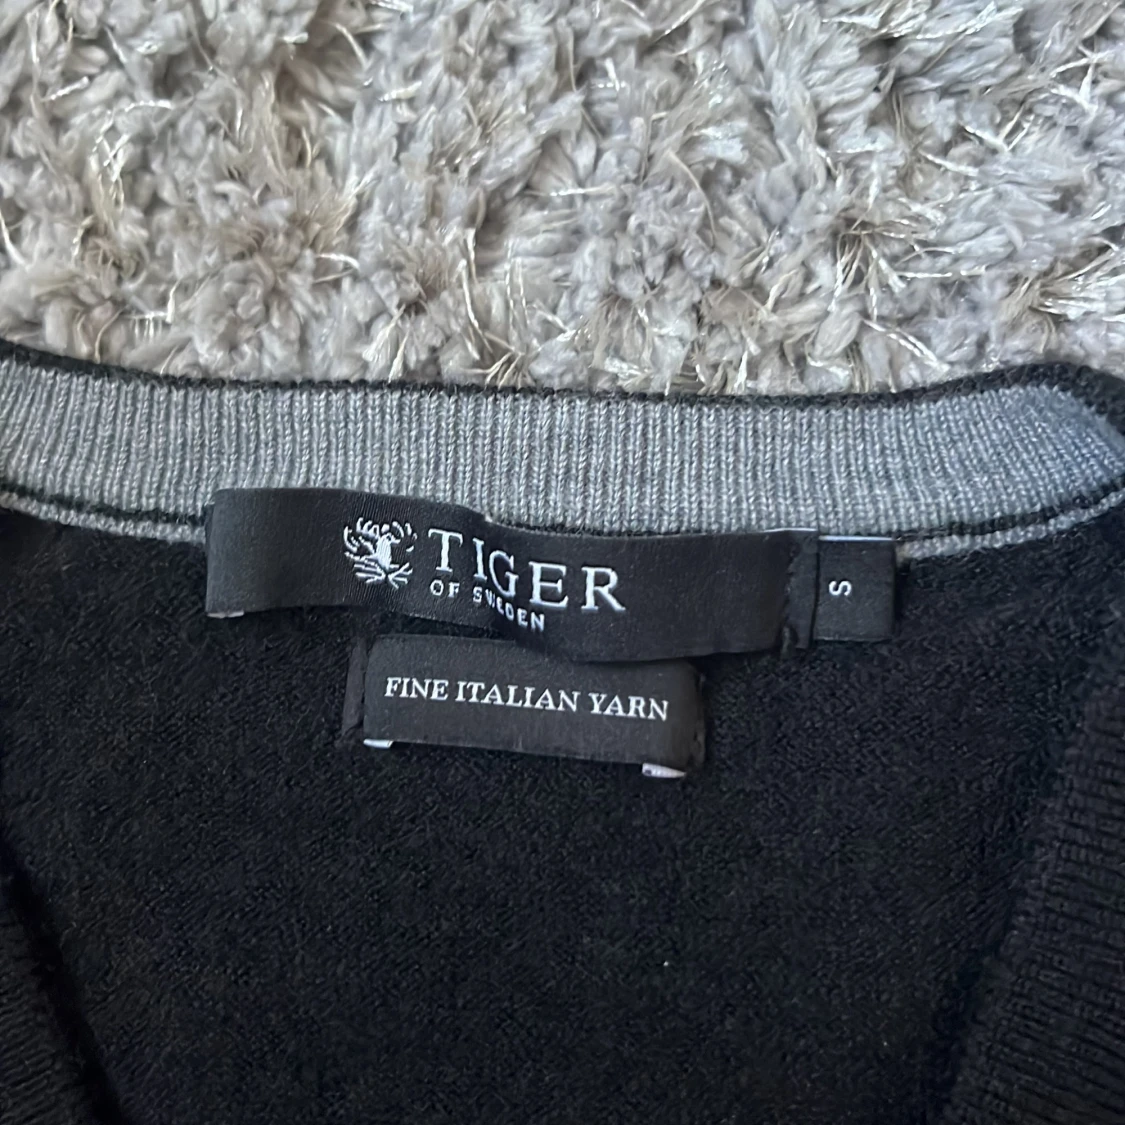 TIGER
OF SWEDEN
S
FINE ITALIAN YARN